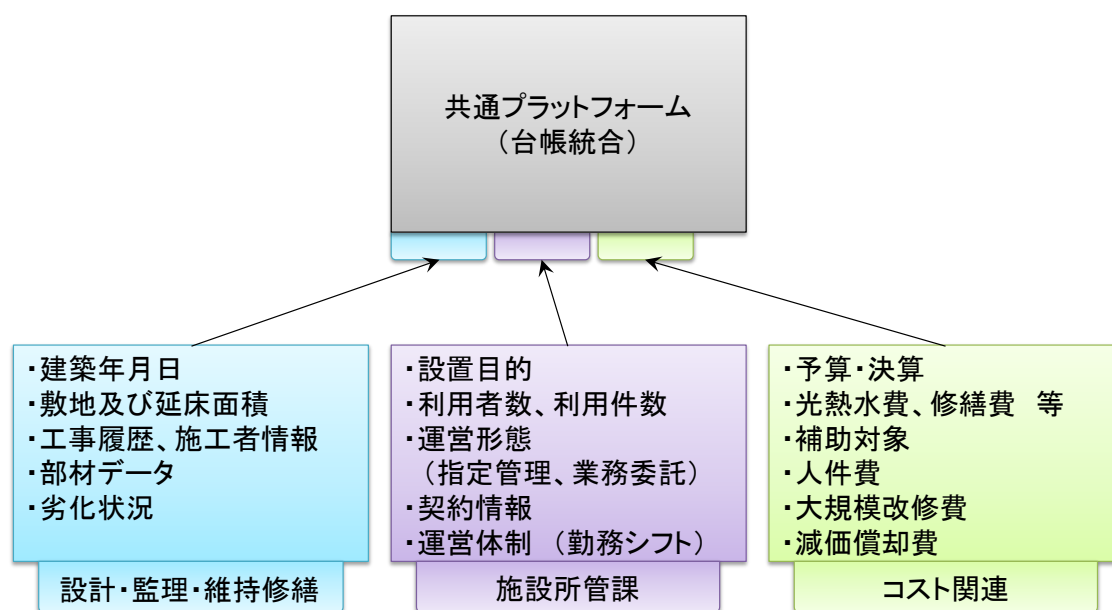 共通プラットフォーム
（台帳統合）
・建築年月日
・敷地及び延床面積
・工事履歴、施工者情報
・部材データ
・劣化状況
設計・監理・維持修繕
・設置目的
・利用者数、利用件数
・運営形態
（指定管理、業務委託）
・契約情報
・運営体制　（勤務シフト）
施設所管課
・予算・決算
・光熱水費、修繕費　等
・補助対象
・人件費
・大規模改修費
・減価償却費
コスト関連